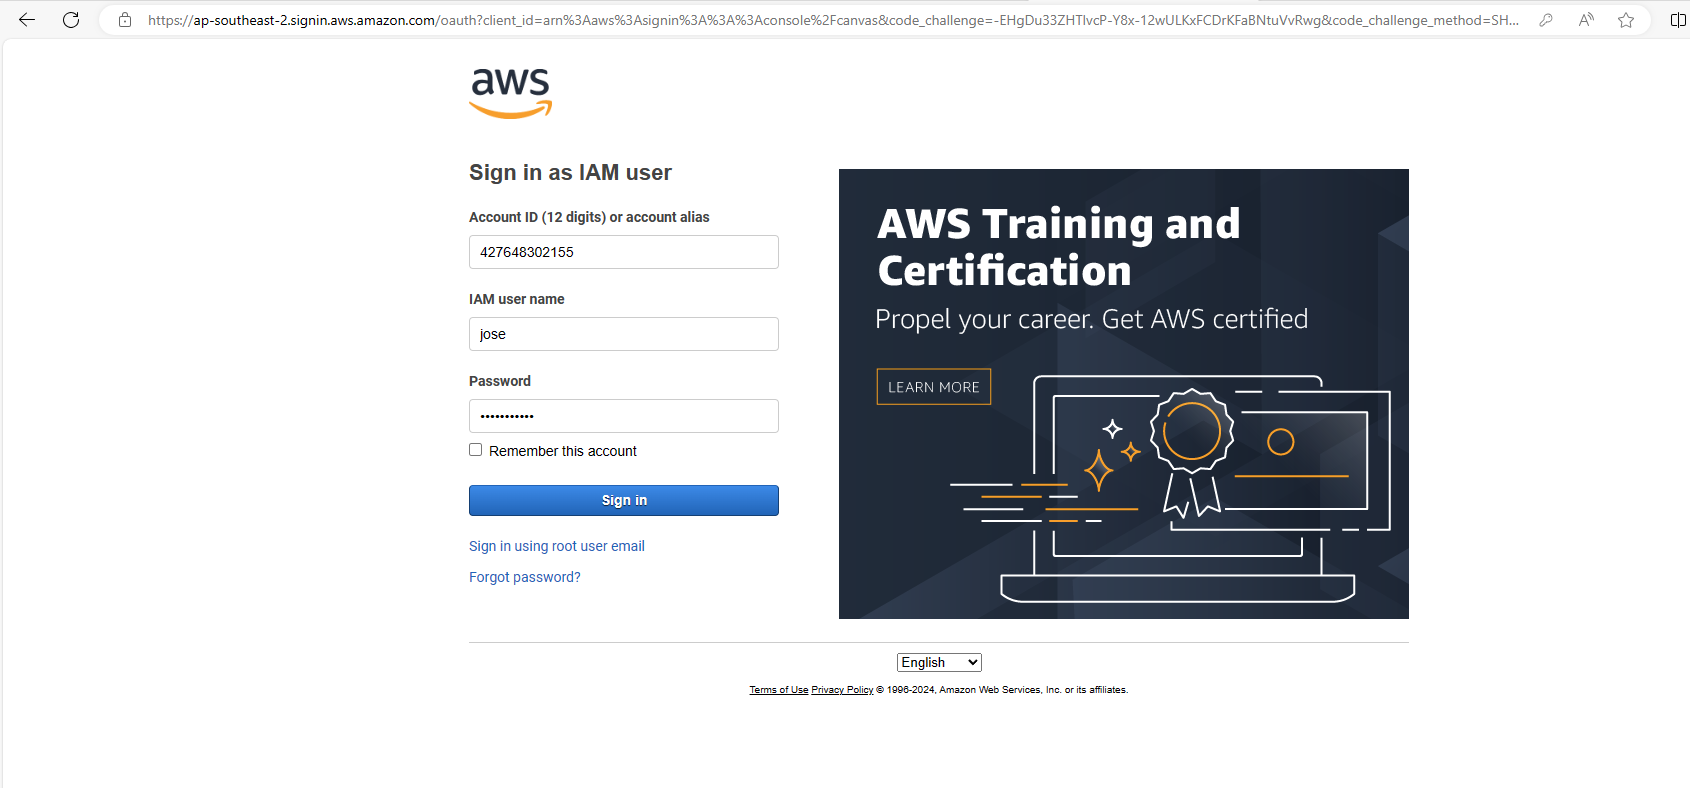 https://ap-southeast-2.signin.aws.amazon.com/oauth?client_id=arn%3Aaws%3Asignin%3A%3A%3Aconsole%2Fcanvas&code_challenge=-EHgDu33ZHTlvcP-Y8x-12wULKxFCDrKFaBNtuVvRwg&code_challenge_method=SH...
aws
Sign in as IAM user
Account ID (12 digits) or account alias
427648302155
IAM user name
jose
Password
•••••••••••
Remember this account
Sign in
Sign in using root user email
Forgot password?
AWS Training and
Certification
Propel your career. Get AWS certified
LEARN MORE
English
Terms of Use Privacy Policy © 1996-2024, Amazon Web Services, Inc. or its affiliates.